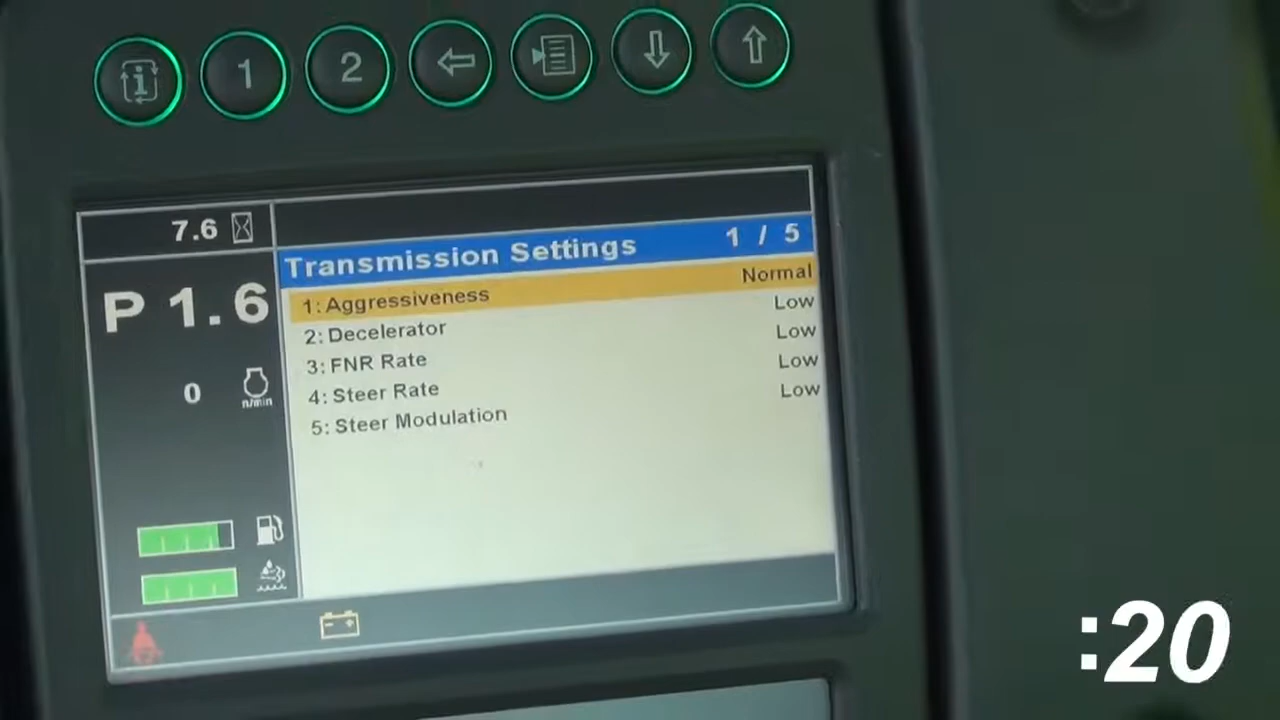 i 1 2
7.6
Transmission Settings 1 / 5
P 1.6
1: Aggressiveness Normal
2: Decelerator Low
3: FNR Rate Low
4: Steer Rate Low
5: Steer Modulation Low
0 n/min
:20